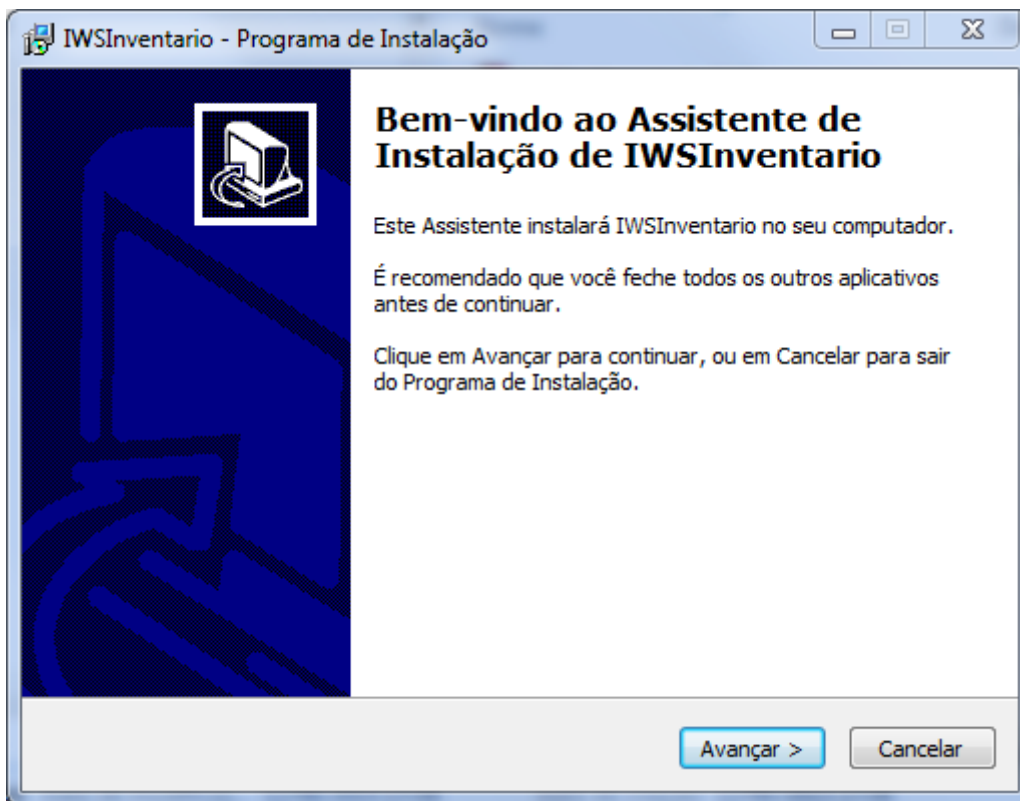 IWSInventario - Programa de Instalação
Bem-vindo ao Assistente de
Instalação de IWSInventario
Este Assistente instalará IWSInventario no seu computador.
É recomendado que você feche todos os outros aplicativos
antes de continuar.
Clique em Avançar para continuar, ou em Cancelar para sair
do Programa de Instalação.
Avançar >
Cancelar